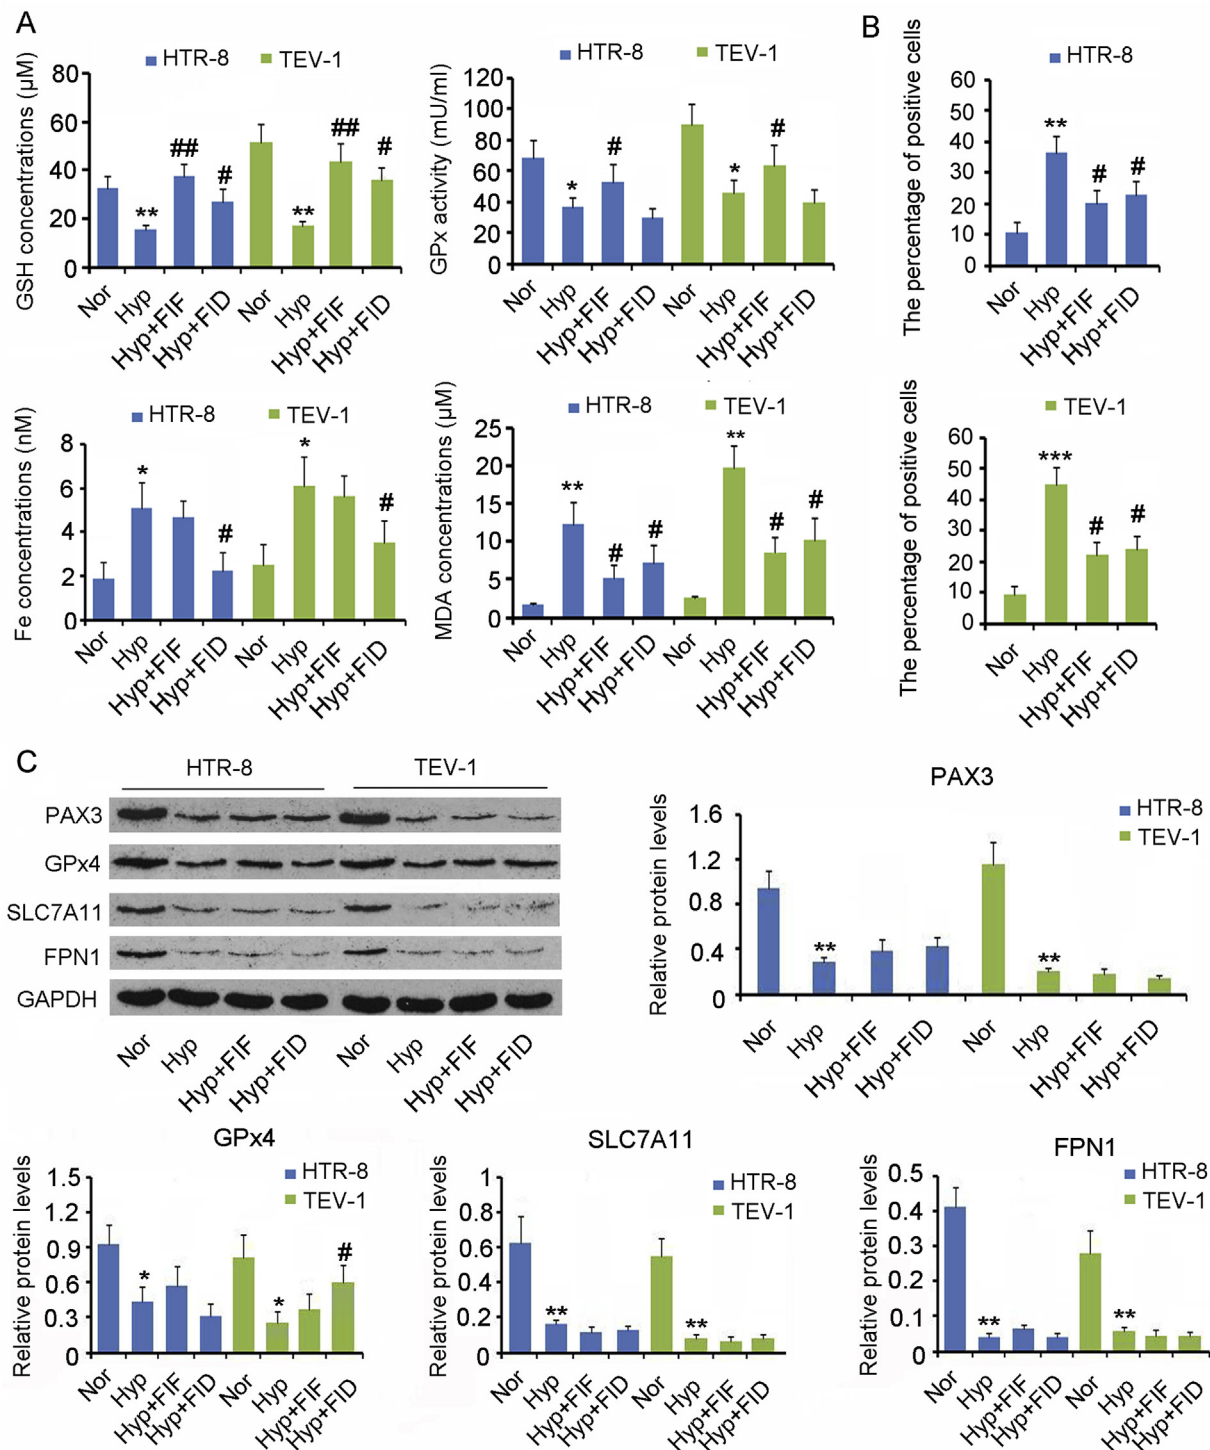 A
B
HTR-8 TEV-1
GSH concentrations (µM)
80
60
40
20
0
** ## # ** ## #
Nor Hyp Hyp+FIF Hyp+FID Nor Hyp Hyp+FIF Hyp+FID
HTR-8 TEV-1
GPx activity (mU/ml)
120
100
80
60
40
20
0
* # * #
Nor Hyp Hyp+FIF Hyp+FID Nor Hyp Hyp+FIF Hyp+FID
HTR-8
The percentage of positive cells
60
50
40
30
20
10
0
** # #
Nor Hyp Hyp+FIF Hyp+FID
HTR-8 TEV-1
Fe concentrations (nM)
8
6
4
2
0
* # * #
Nor Hyp Hyp+FIF Hyp+FID Nor Hyp Hyp+FIF Hyp+FID
HTR-8 TEV-1
MDA concentrations (µM)
25
20
15
10
5
0
** # # ** # #
Nor Hyp Hyp+FIF Hyp+FID Nor Hyp Hyp+FIF Hyp+FID
TEV-1
The percentage of positive cells
60
50
40
30
20
10
0
*** # #
Nor Hyp Hyp+FIF Hyp+FID
C
HTR-8 TEV-1
PAX3
GPx4
SLC7A11
FPN1
GAPDH
Nor Hyp Hyp+FIF Hyp+FID Nor Hyp Hyp+FIF Hyp+FID
PAX3
HTR-8
TEV-1
Relative protein levels
1.6
1.2
0.8
0.4
0
** **
Nor Hyp Hyp+FIF Hyp+FID Nor Hyp Hyp+FIF Hyp+FID
GPx4
HTR-8
TEV-1
Relative protein levels
1.5
1.2
0.9
0.6
0.3
0
* * #
Nor Hyp Hyp+FIF Hyp+FID Nor Hyp Hyp+FIF Hyp+FID
SLC7A11
HTR-8
TEV-1
Relative protein levels
1
0.8
0.6
0.4
0.2
0
** **
Nor Hyp Hyp+FIF Hyp+FID Nor Hyp Hyp+FIF Hyp+FID
FPN1
HTR-8
TEV-1
Relative protein levels
0.5
0.4
0.3
0.2
0.1
0
** **
Nor Hyp Hyp+FIF Hyp+FID Nor Hyp Hyp+FIF Hyp+FID